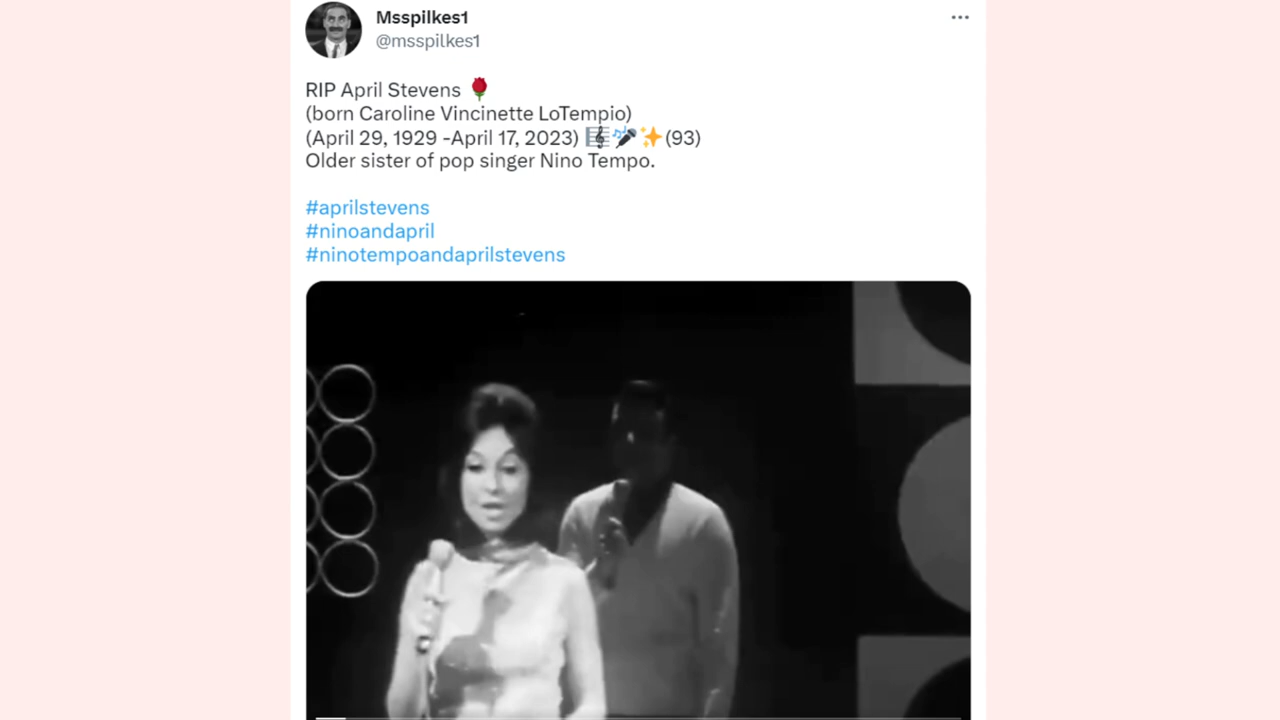 Msspilkes1
@msspilkes1
RIP April Stevens 🌹
(born Caroline Vincinette LoTempio)
(April 29, 1929 -April 17, 2023) 🎼🎤✨(93)
Older sister of pop singer Nino Tempo.
#aprilstevens
#ninoandapril
#ninotempoandaprilstevens